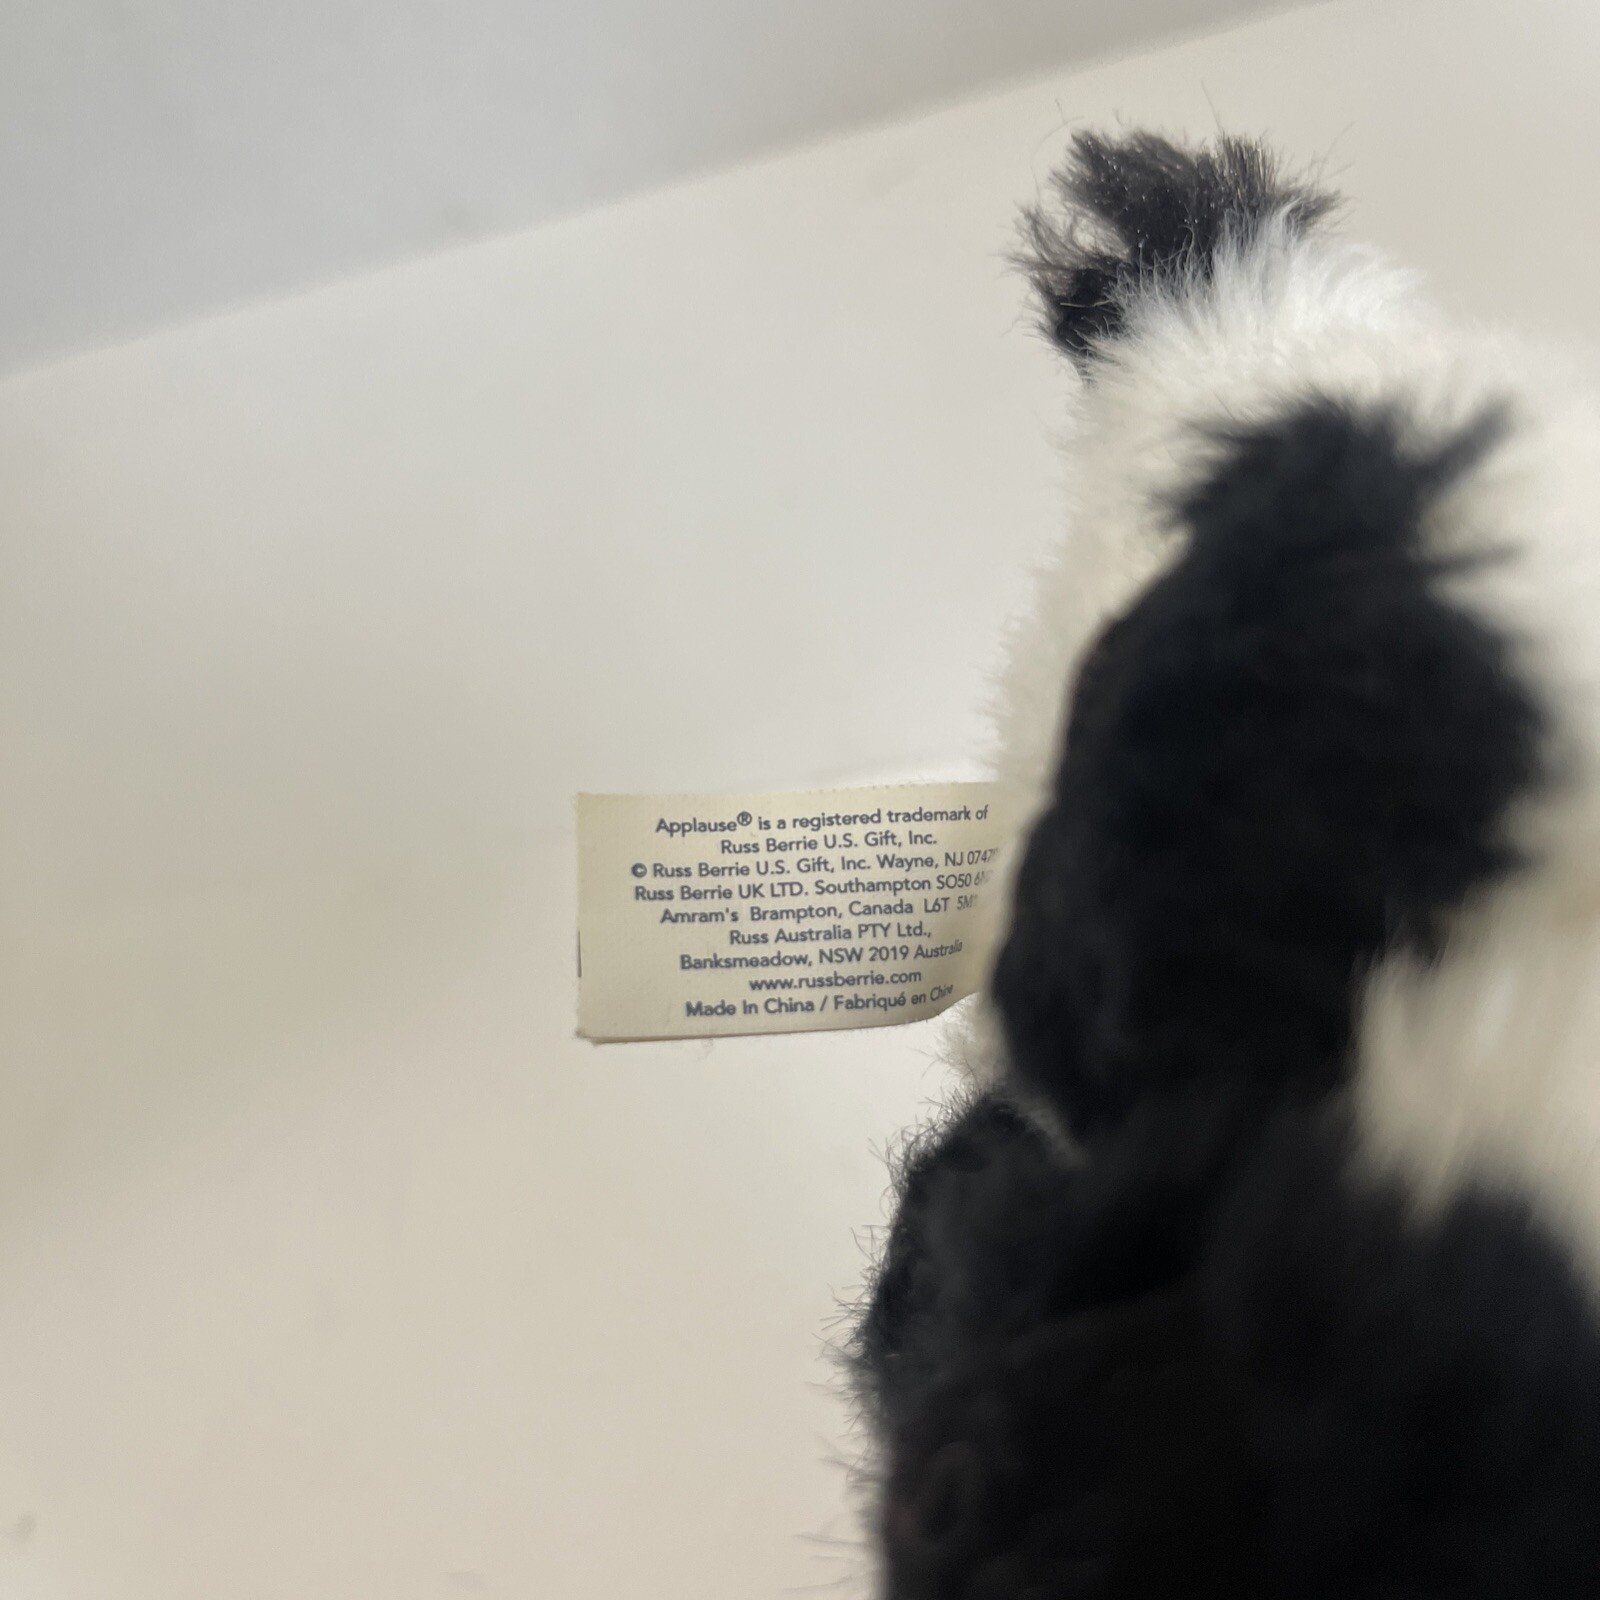 Applause® is a registered trademark of
Russ Berrie U.S. Gift, Inc.
© Russ Berrie U.S. Gift, Inc. Wayne, NJ
Russ Berrie UK LTD. Southampton SO50
Amram's Brampton, Canada L6T
Russ Australia PTY Ltd.,
Banksmeadow, NSW 2019 Australia
www.russberrie.com
Made In China / Fabriqué en Chine